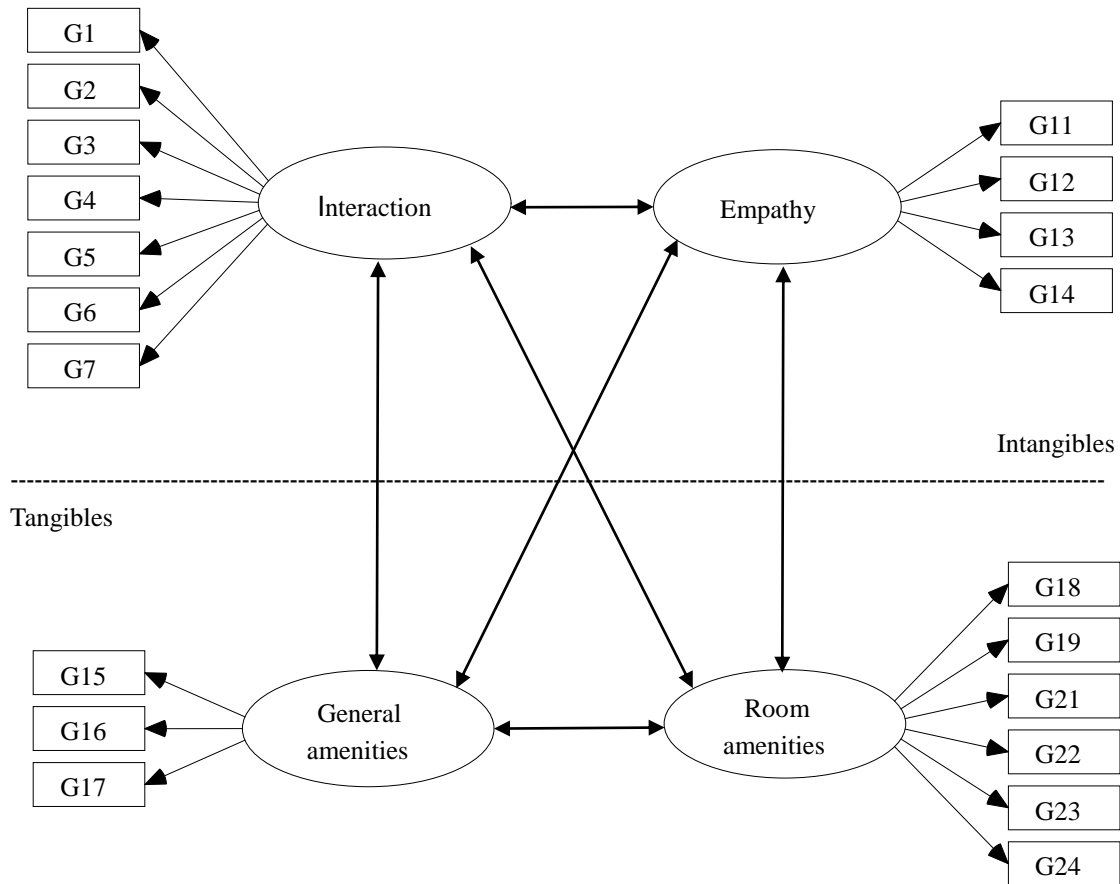 G1
G2
G3
G4
G5
G6
G7
Interaction
Empathy
G11
G12
G13
G14
Intangibles
Tangibles
G15
G16
G17
General
amenities
Room
amenities
G18
G19
G21
G22
G23
G24